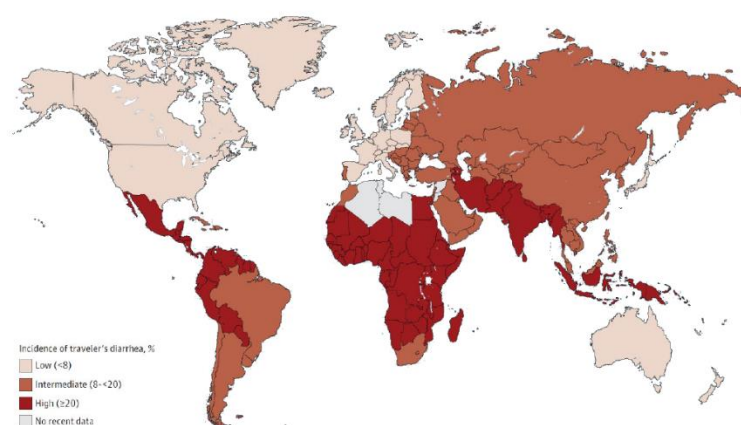 Incidence of traveler's diarrhea, %
Low (<8)
Intermediate (8-<20)
High (≥20)
No recent data